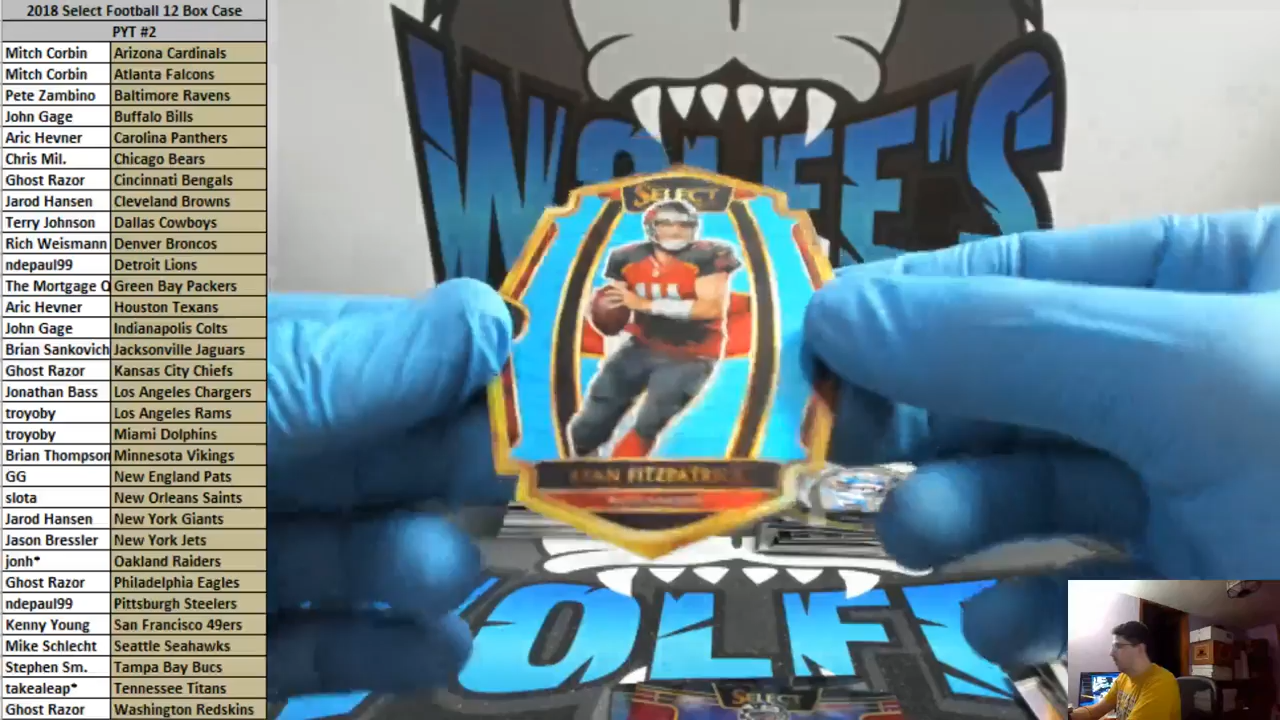 2018 Select Football 12 Box Case
PYT #2
Mitch Corbin Arizona Cardinals
Mitch Corbin Atlanta Falcons
Pete Zambino Baltimore Ravens
John Gage Buffalo Bills
Aric Hevner Carolina Panthers
Chris Mil. Chicago Bears
Ghost Razor Cincinnati Bengals
Jarod Hansen Cleveland Browns
Terry Johnson Dallas Cowboys
Rich Weismann Denver Broncos
ndepaul99 Detroit Lions
The Mortgage Q Green Bay Packers
Aric Hevner Houston Texans
John Gage Indianapolis Colts
Brian Sankovich Jacksonville Jaguars
Ghost Razor Kansas City Chiefs
Jonathan Bass Los Angeles Chargers
troyoby Los Angeles Rams
troyoby Miami Dolphins
Brian Thompson Minnesota Vikings
GG New England Pats
slota New Orleans Saints
Jarod Hansen New York Giants
Jason Bressler New York Jets
jonh* Oakland Raiders
Ghost Razor Philadelphia Eagles
ndepaul99 Pittsburgh Steelers
Kenny Young San Francisco 49ers
Mike Schlecht Seattle Seahawks
Stephen Sm. Tampa Bay Bucs
takealeap* Tennessee Titans
Ghost Razor Washington Redskins
WOLFE'S
SELECT
RYAN FITZPATRICK
WOLF
SELECT